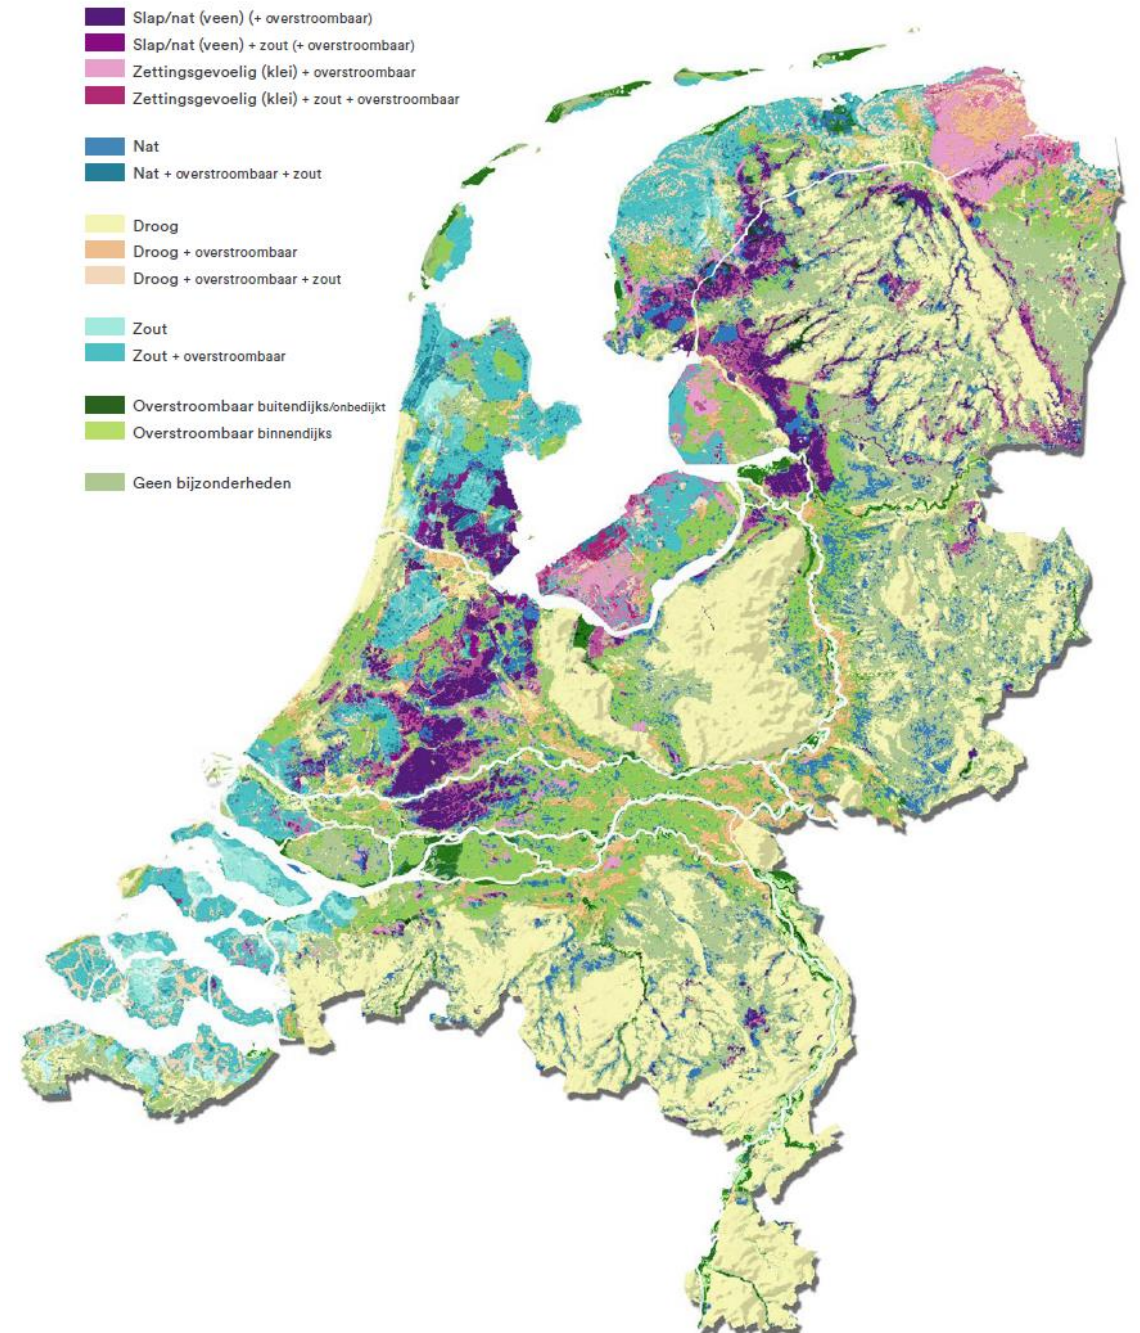 Slap/nat (veen) (+ overstroombaar)
Slap/nat (veen) + zout (+ overstroombaar)
Zettingsgevoelig (klei) + overstroombaar
Zettingsgevoelig (klei) + zout + overstroombaar
Nat
Nat + overstroombaar + zout
Droog
Droog + overstroombaar
Droog + overstroombaar + zout
Zout
Zout + overstroombaar
Overstroombaar buitendijks/onbedijkt
Overstroombaar binnendijks
Geen bijzonderheden